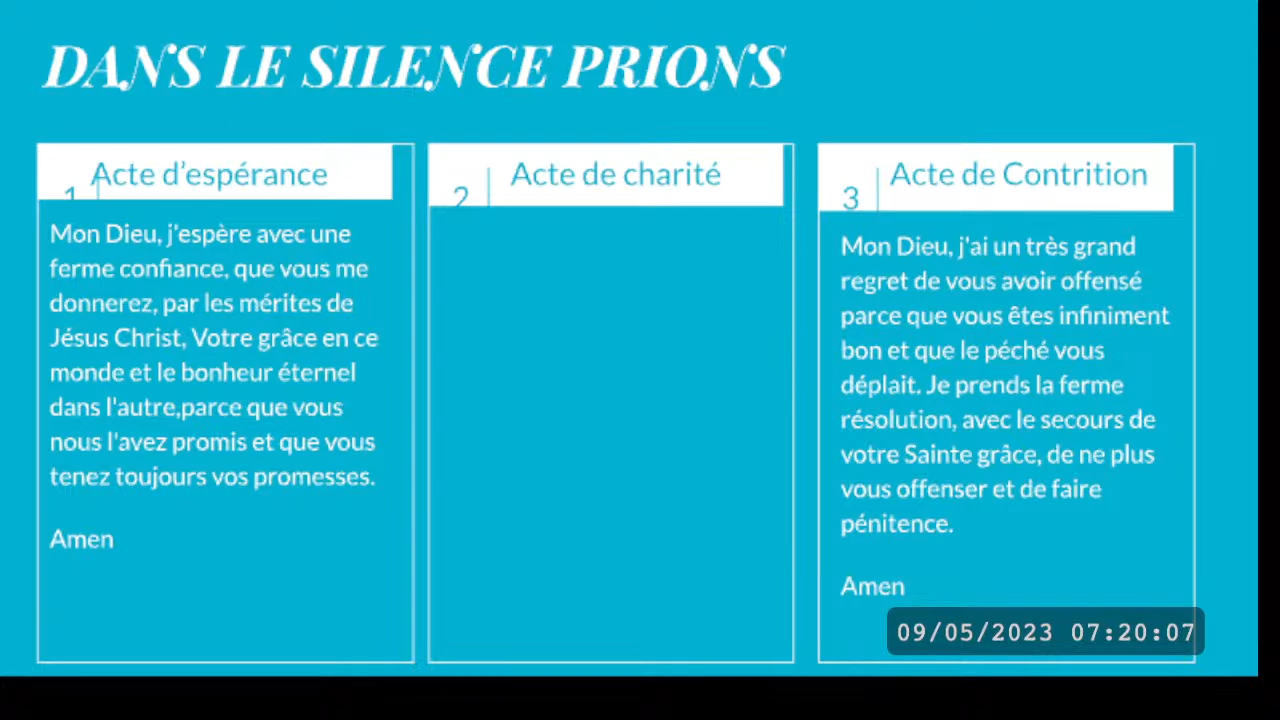 DANS LE SILENCE PRIONS
1
Acte d'espérance
Mon Dieu, j'espère avec une
ferme confiance, que vous me
donnerez, par les mérites de
Jésus Christ, Votre grâce en ce
monde et le bonheur éternel
dans l'autre,parce que vous
nous l'avez promis et que vous
tenez toujours vos promesses.
Amen
2
Acte de charité
3
Acte de Contrition
Mon Dieu, j'ai un très grand
regret de vous avoir offensé
parce que vous êtes infiniment
bon et que le péché vous
déplait. Je prends la ferme
résolution, avec le secours de
votre Sainte grâce, de ne plus
vous offenser et de faire
pénitence.
Amen
09/05/2023 07:20:07